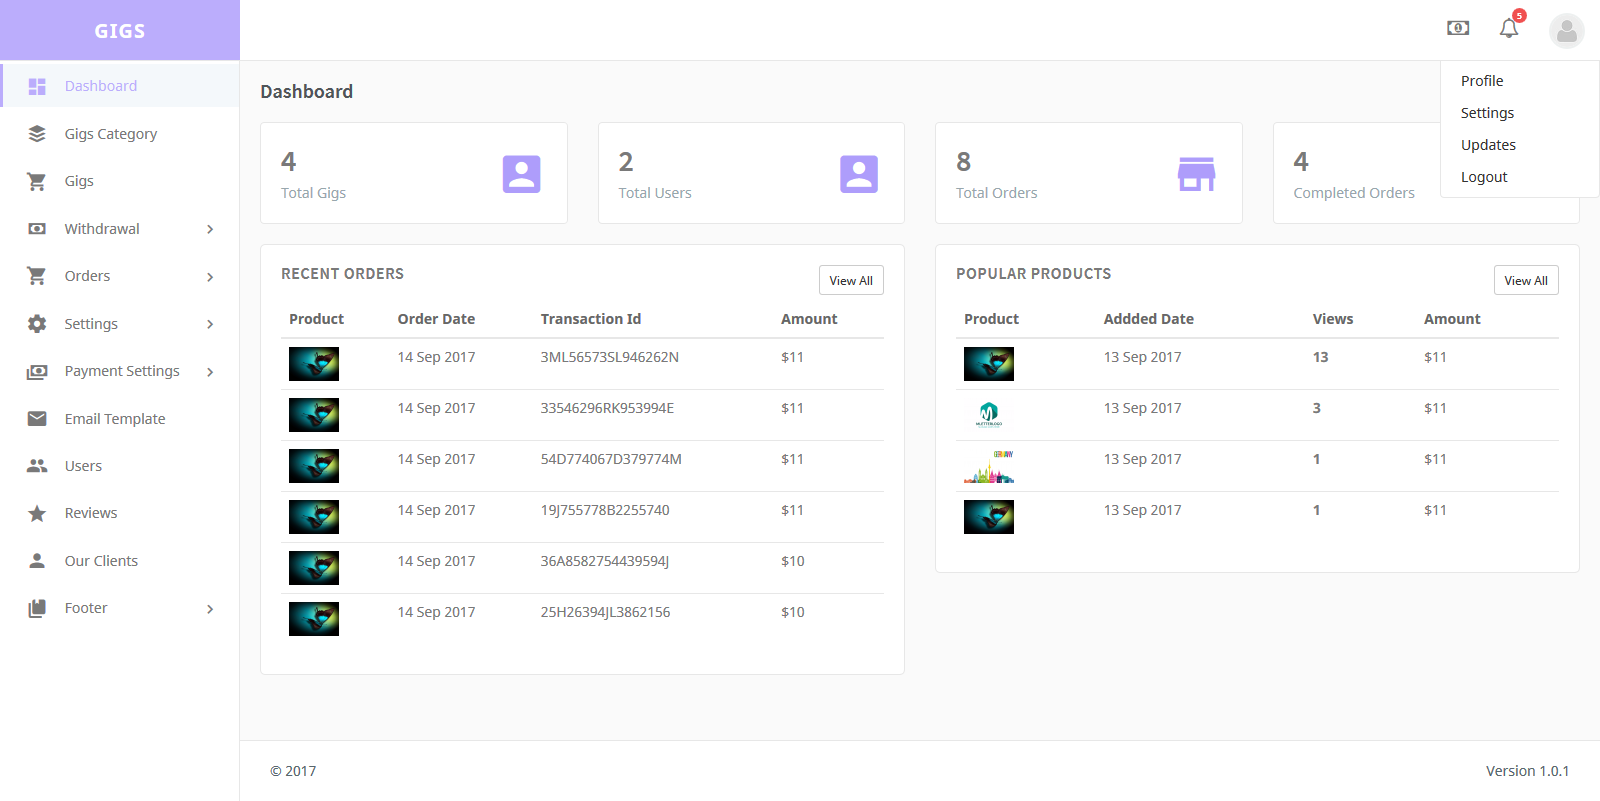 GIGS
5
Dashboard
Gigs Category
Gigs
Withdrawal
Orders
Settings
Payment Settings
Email Template
Users
Reviews
Our Clients
Footer
Profile
Settings
Updates
Logout
Dashboard
4
Total Gigs
2
Total Users
8
Total Orders
4
Completed Orders
RECENT ORDERS
View All
Product Order Date Transaction Id Amount
14 Sep 2017 3ML56573SL946262N $11
14 Sep 2017 33546296RK953994E $11
14 Sep 2017 54D774067D379774M $11
14 Sep 2017 19J755778B2255740 $11
14 Sep 2017 36A8582754439594J $10
14 Sep 2017 25H26394JL3862156 $10
POPULAR PRODUCTS
View All
Product Addded Date Views Amount
13 Sep 2017 13 $11
13 Sep 2017 3 $11
GERMANY
13 Sep 2017 1 $11
13 Sep 2017 1 $11
© 2017
Version 1.0.1